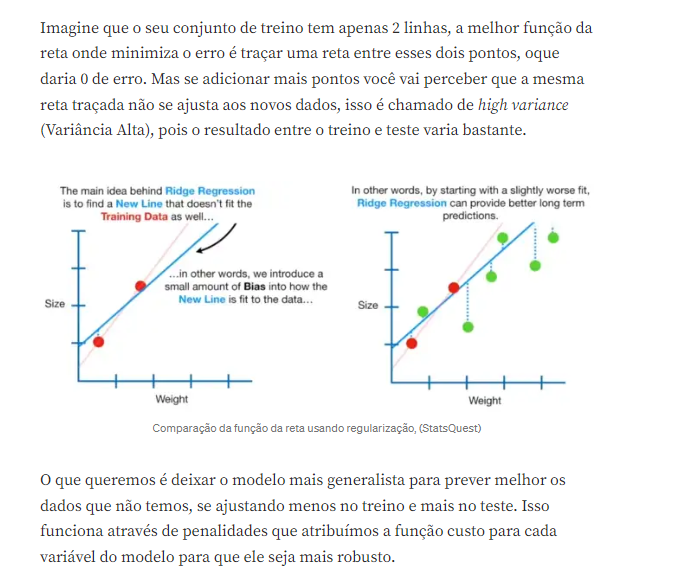 Imagine que o seu conjunto de treino tem apenas 2 linhas, a melhor função da
reta onde minimiza o erro é traçar uma reta entre esses dois pontos, oque
daria 0 de erro. Mas se adicionar mais pontos você vai perceber que a mesma
reta traçada não se ajusta aos novos dados, isso é chamado de high variance
(Variância Alta), pois o resultado entre o treino e teste varia bastante.
The main idea behind Ridge Regression
is to find a New Line that doesn't fit the
Training Data as well...
...in other words, we introduce a
small amount of Bias into how the
New Line is fit to the data...
Size
Weight
In other words, by starting with a slightly worse fit,
Ridge Regression can provide better long term
predictions.
Size
Weight
Comparação da função da reta usando regularização, (StatsQuest)
O que queremos é deixar o modelo mais generalista para prever melhor os
dados que não temos, se ajustando menos no treino e mais no teste. Isso
funciona através de penalidades que atribuímos a função custo para cada
variável do modelo para que ele seja mais robusto.